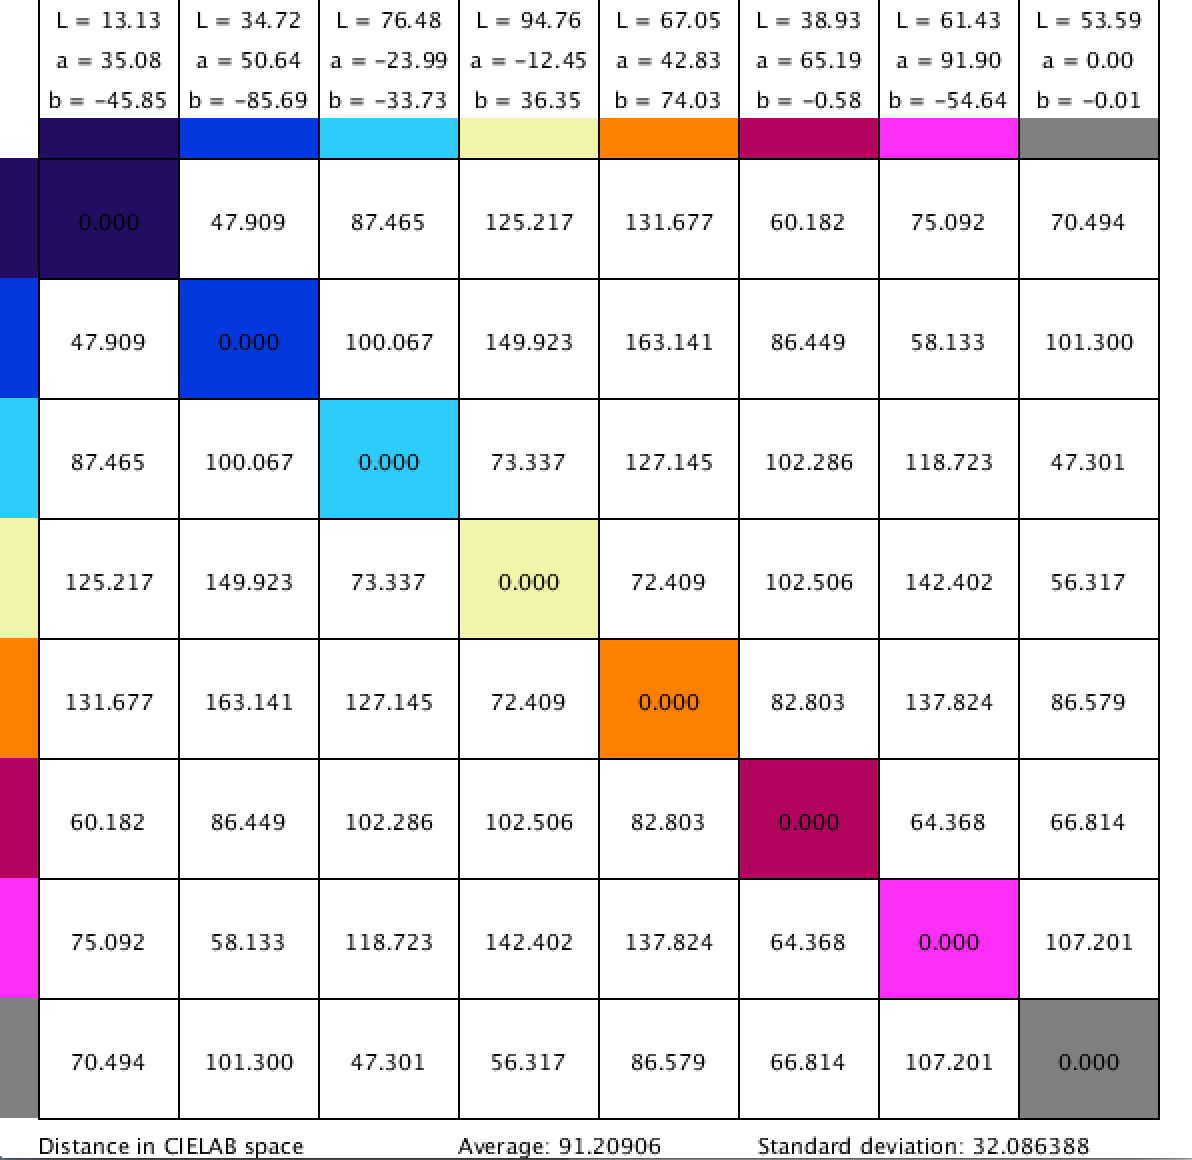 L = 13.13 L = 34.72 L = 76.48 L = 94.76 L = 67.05 L = 38.93 L = 61.43 L = 53.59
a = 35.08 a = 50.64 a = -23.99 a = -12.45 a = 42.83 a = 65.19 a = 91.90 a = 0.00
b = -45.85 b = -85.69 b = -33.73 b = 36.35 b = 74.03 b = -0.58 b = -54.64 b = -0.01
0.000 47.909 87.465 125.217 131.677 60.182 75.092 70.494
47.909 0.000 100.067 149.923 163.141 86.449 58.133 101.300
87.465 100.067 0.000 73.337 127.145 102.286 118.723 47.301
125.217 149.923 73.337 0.000 72.409 102.506 142.402 56.317
131.677 163.141 127.145 72.409 0.000 82.803 137.824 86.579
60.182 86.449 102.286 102.506 82.803 0.000 64.368 66.814
75.092 58.133 118.723 142.402 137.824 64.368 0.000 107.201
70.494 101.300 47.301 56.317 86.579 66.814 107.201 0.000
Distance in CIELAB space Average: 91.20906 Standard deviation: 32.086388